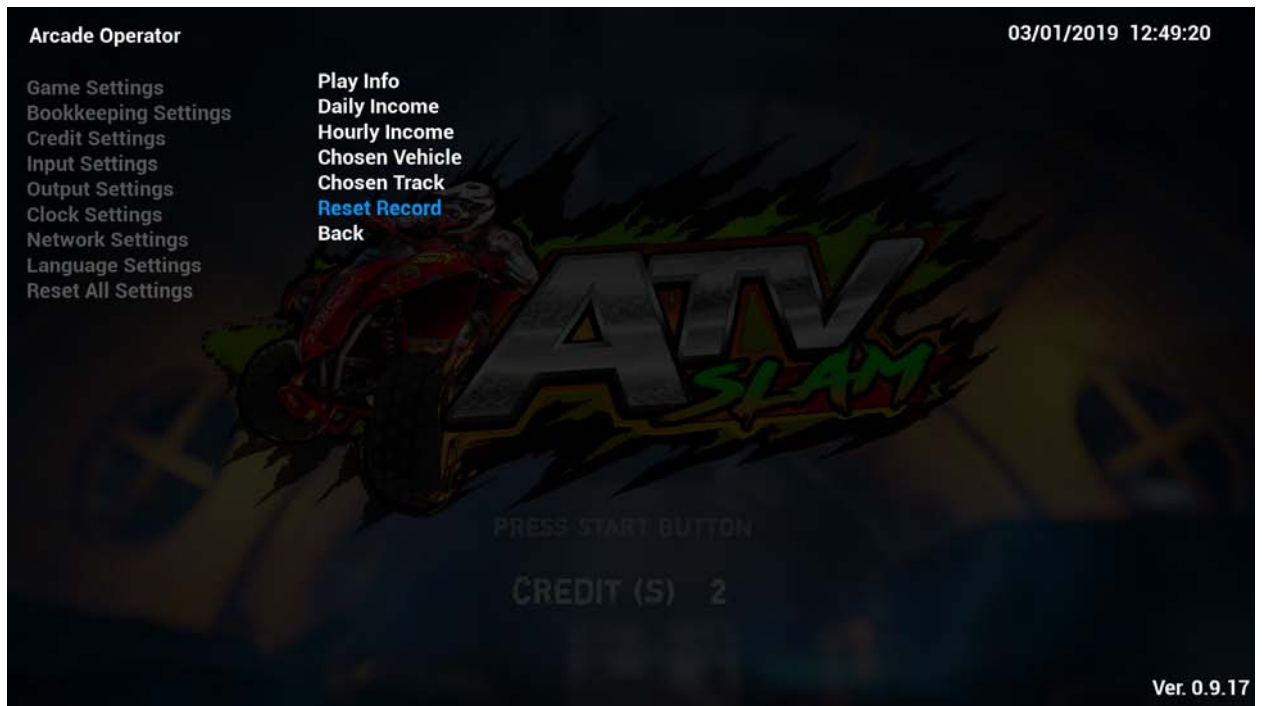 Arcade Operator
03/01/2019 12:49:20
Game Settings
Bookkeeping Settings
Credit Settings
Input Settings
Output Settings
Clock Settings
Network Settings
Language Settings
Reset All Settings
Play Info
Daily Income
Hourly Income
Chosen Vehicle
Chosen Track
Reset Record
Back
ATV
SLAM
PRESS START BUTTON
CREDIT (S) 2
Ver. 0.9.17